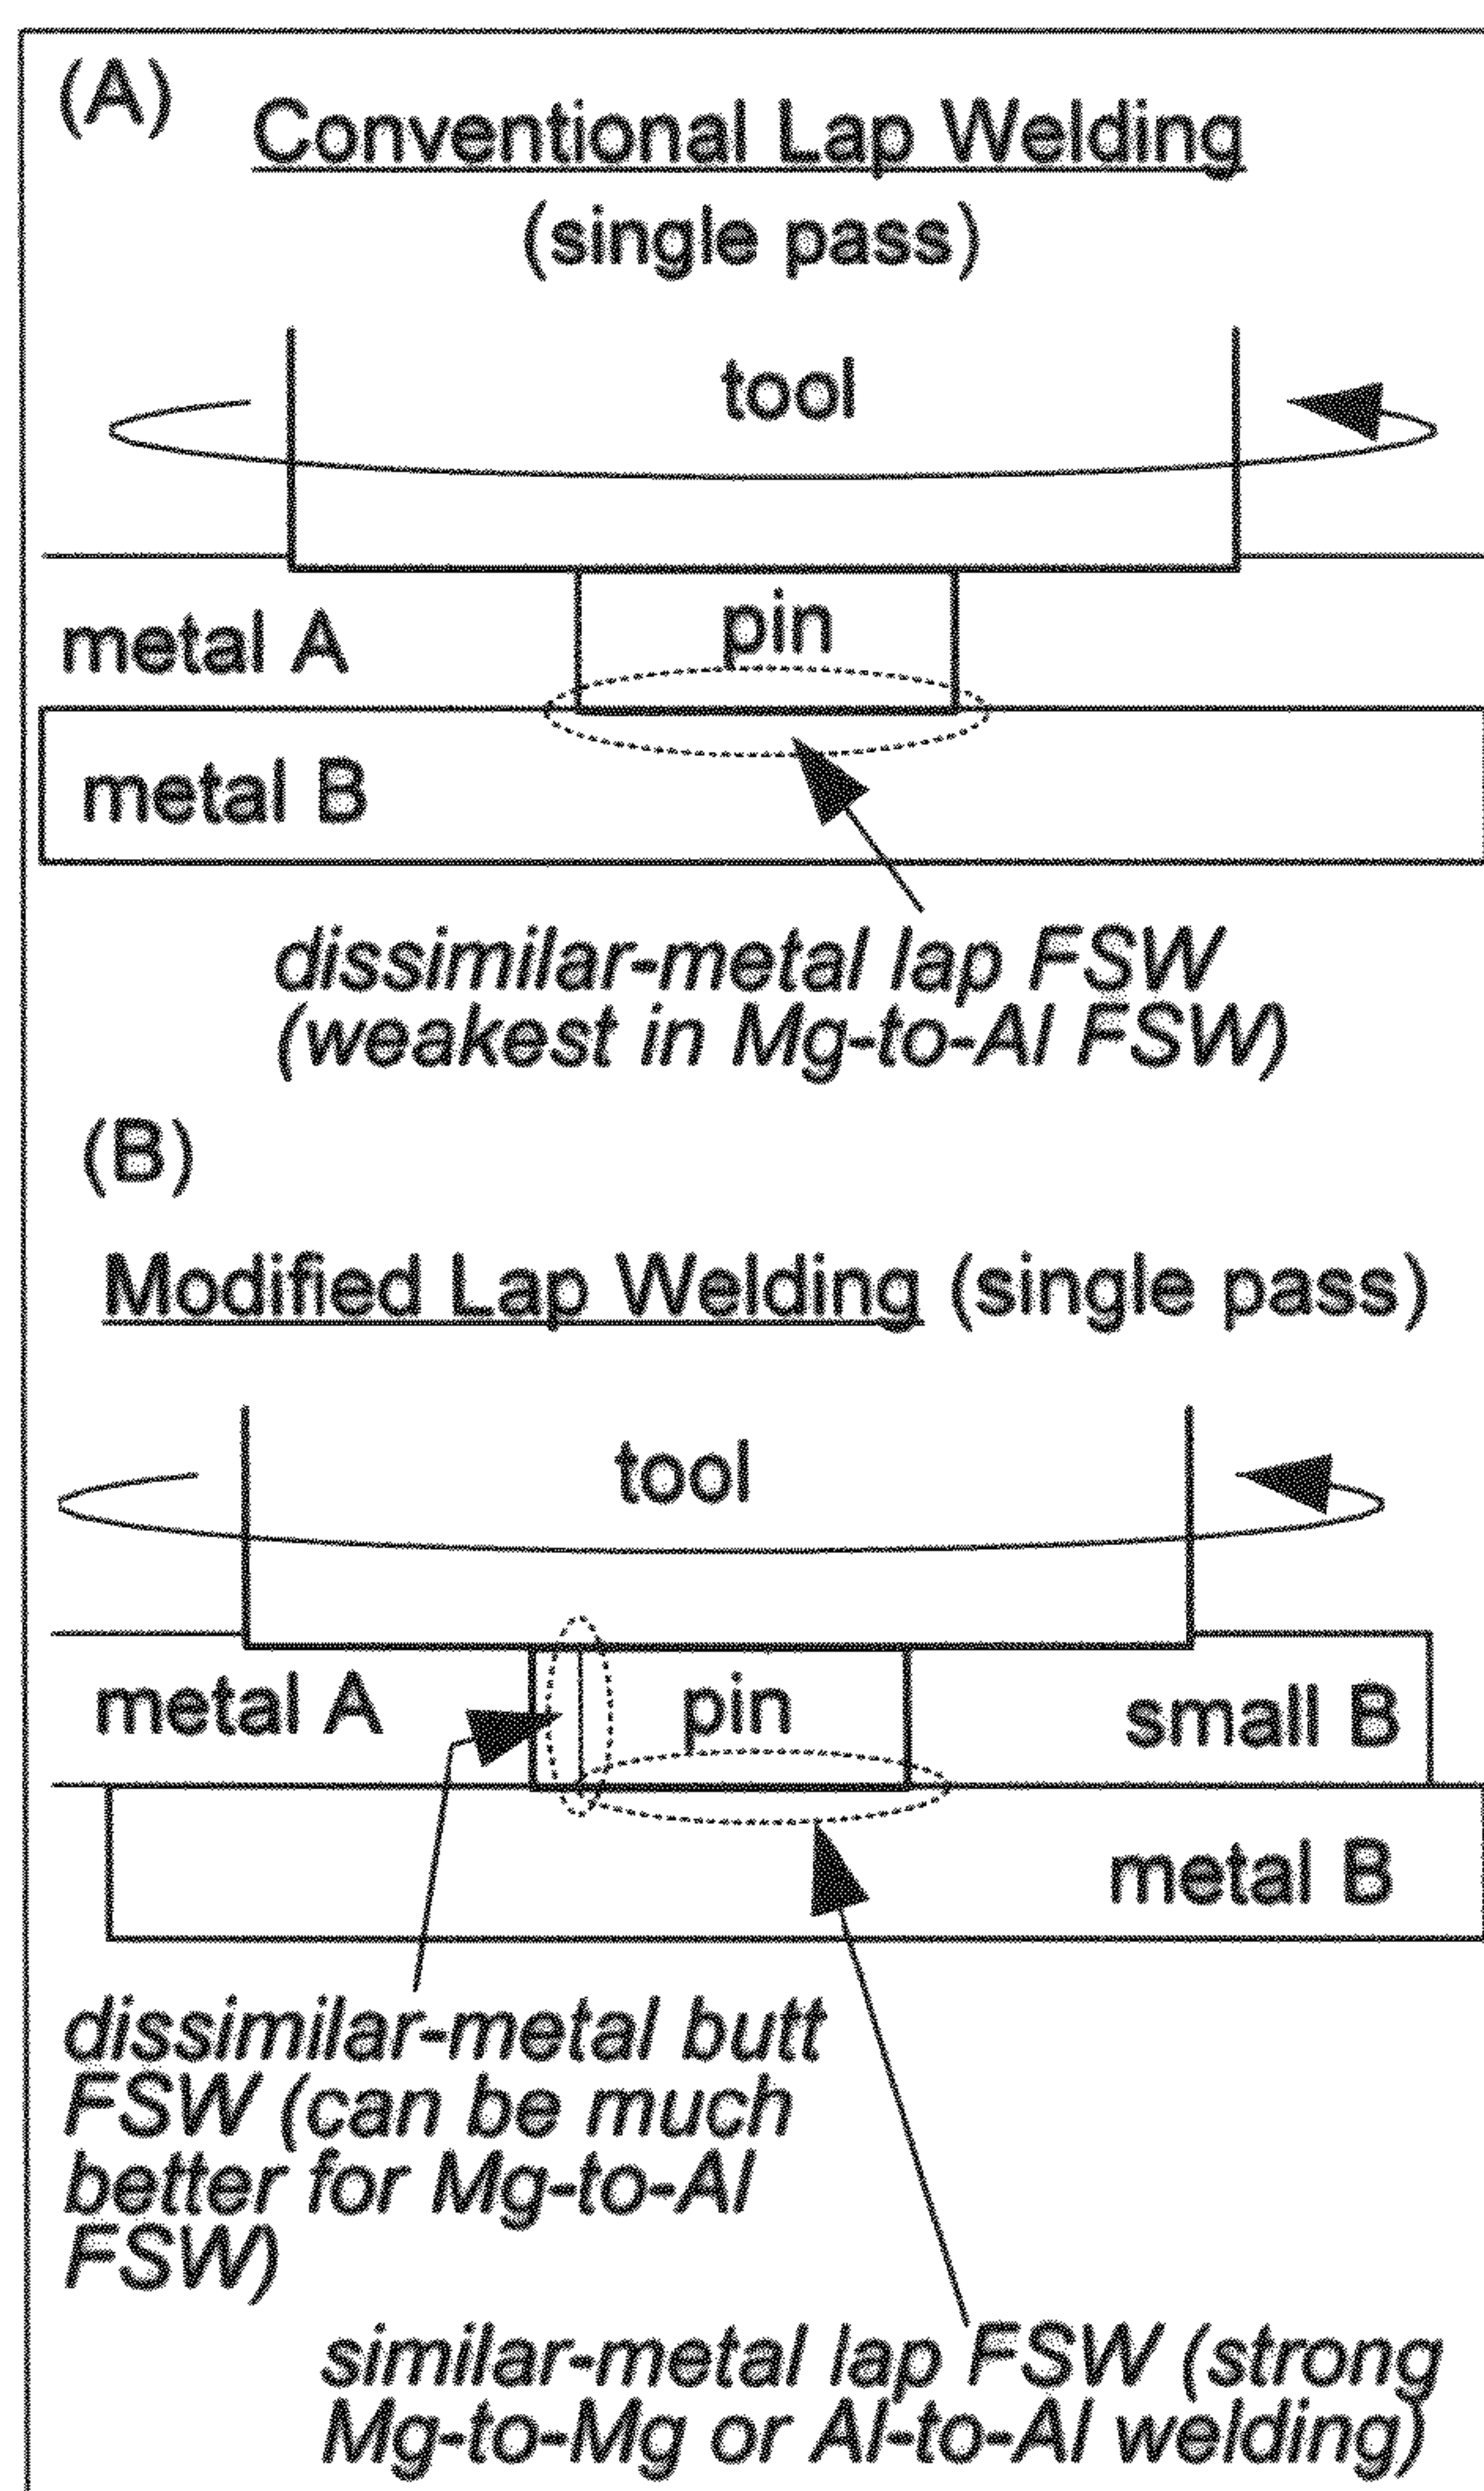 (A)
Conventional Lap Welding
(single pass)
tool
pin
metal A
metal B
dissimilar-metal lap FSW
(weakest in Mg-to-Al FSW)
(B)
Modified Lap Welding (single pass)
tool
metal A
pin
small B
metal B
dissimilar-metal butt
FSW (can be much
better for Mg-to-Al
FSW)
similar-metal lap FSW (strong
Mg-to-Mg or Al-to-Al welding)